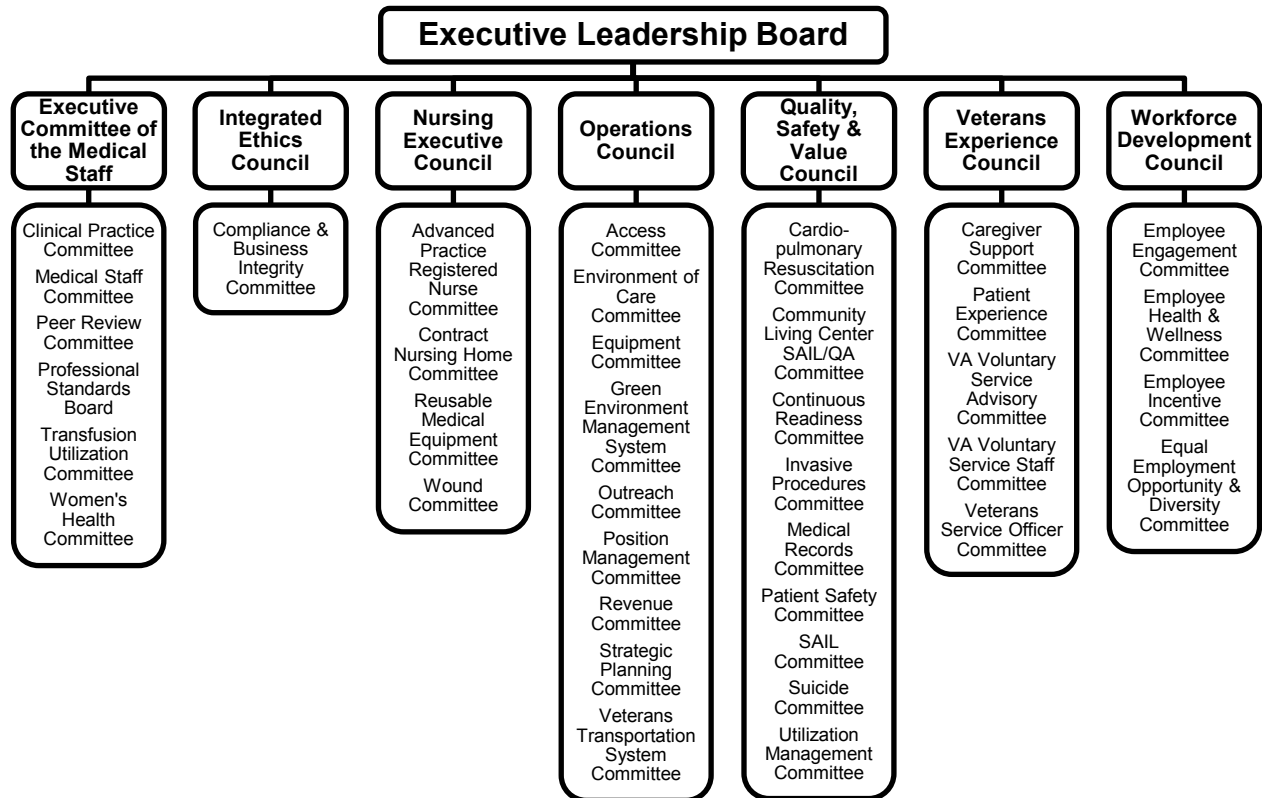 Executive Leadership Board
Executive
Committee of
the Medical
Staff
Integrated
Ethics
Council
Nursing
Executive
Council
Operations
Council
Quality,
Safety &
Value
Council
Veterans
Experience
Council
Workforce
Development
Council
Clinical Practice
Committee
Medical Staff
Committee
Peer Review
Committee
Professional
Standards
Board
Transfusion
Utilization
Committee
Women's
Health
Committee
Compliance &
Business
Integrity
Committee
Advanced
Practice
Registered
Nurse
Committee
Contract
Nursing Home
Committee
Reusable
Medical
Equipment
Committee
Wound
Committee
Access
Committee
Environment of
Care
Committee
Equipment
Committee
Green
Environment
Management
System
Committee
Outreach
Committee
Position
Management
Committee
Revenue
Committee
Strategic
Planning
Committee
Veterans
Transportation
System
Committee
Cardio-
pulmonary
Resuscitation
Committee
Community
Living Center
SAIL/QA
Committee
Continuous
Readiness
Committee
Invasive
Procedures
Committee
Medical
Records
Committee
Patient Safety
Committee
SAIL
Committee
Suicide
Committee
Utilization
Management
Committee
Caregiver
Support
Committee
Patient
Experience
Committee
VA Voluntary
Service
Advisory
Committee
VA Voluntary
Service Staff
Committee
Veterans
Service Officer
Committee
Employee
Engagement
Committee
Employee
Health &
Wellness
Committee
Employee
Incentive
Committee
Equal
Employment
Opportunity &
Diversity
Committee